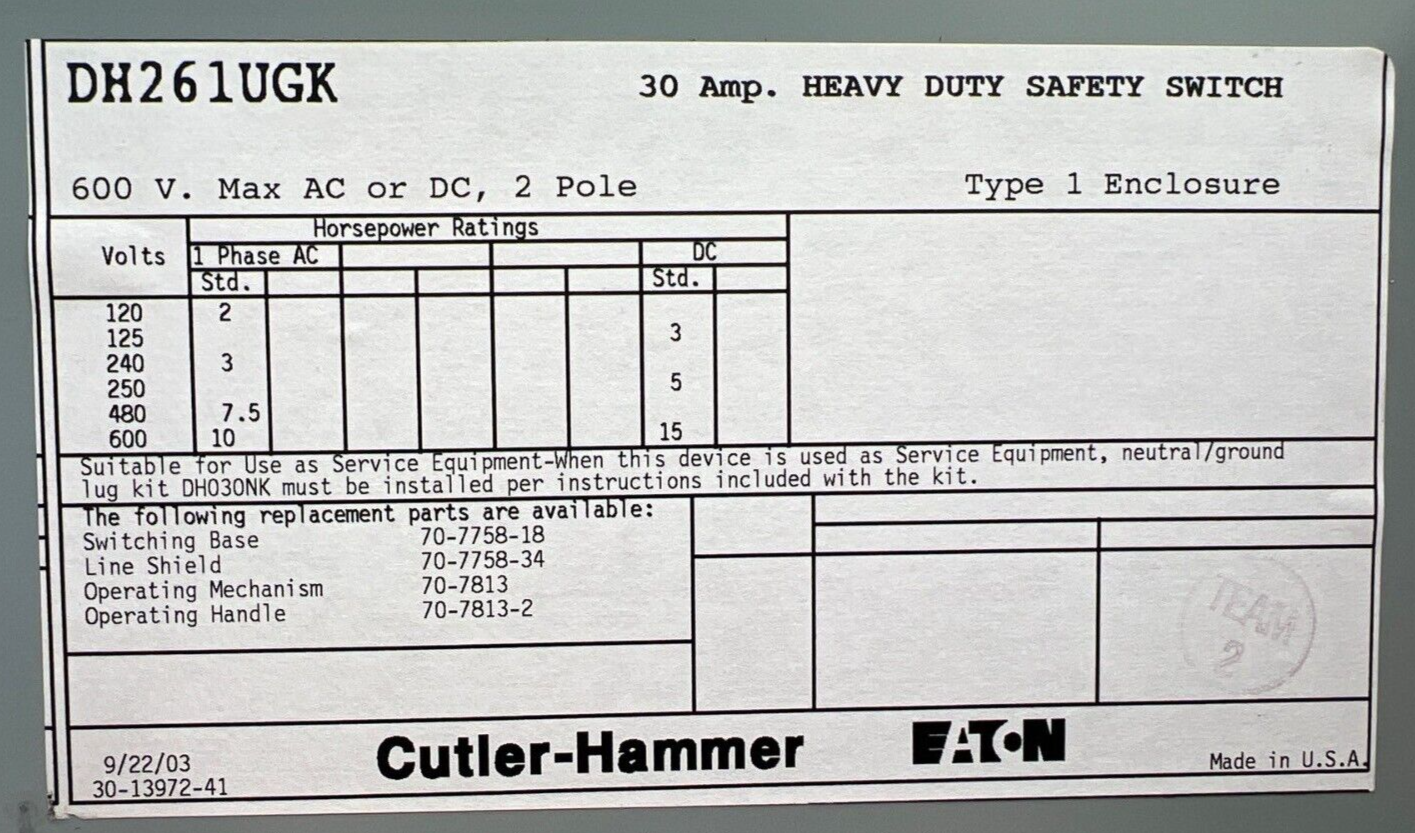 DH261UGK 30 Amp. HEAVY DUTY SAFETY SWITCH
600 V. Max AC or DC, 2 Pole Type 1 Enclosure
Horsepower Ratings
Volts 1 Phase AC DC
Std. Std.
120 2
125 3
240 3
250 5
480 7.5
600 10 15
Suitable for Use as Service Equipment-When this device is used as Service Equipment, neutral/ground
lug kit DH030NK must be installed per instructions included with the kit.
The following replacement parts are available:
Switching Base 70-7758-18
Line Shield 70-7758-34
Operating Mechanism 70-7813
Operating Handle 70-7813-2
TEAM
2
Cutler-Hammer EATON
9/22/03 Made in U.S.A.
30-13972-41